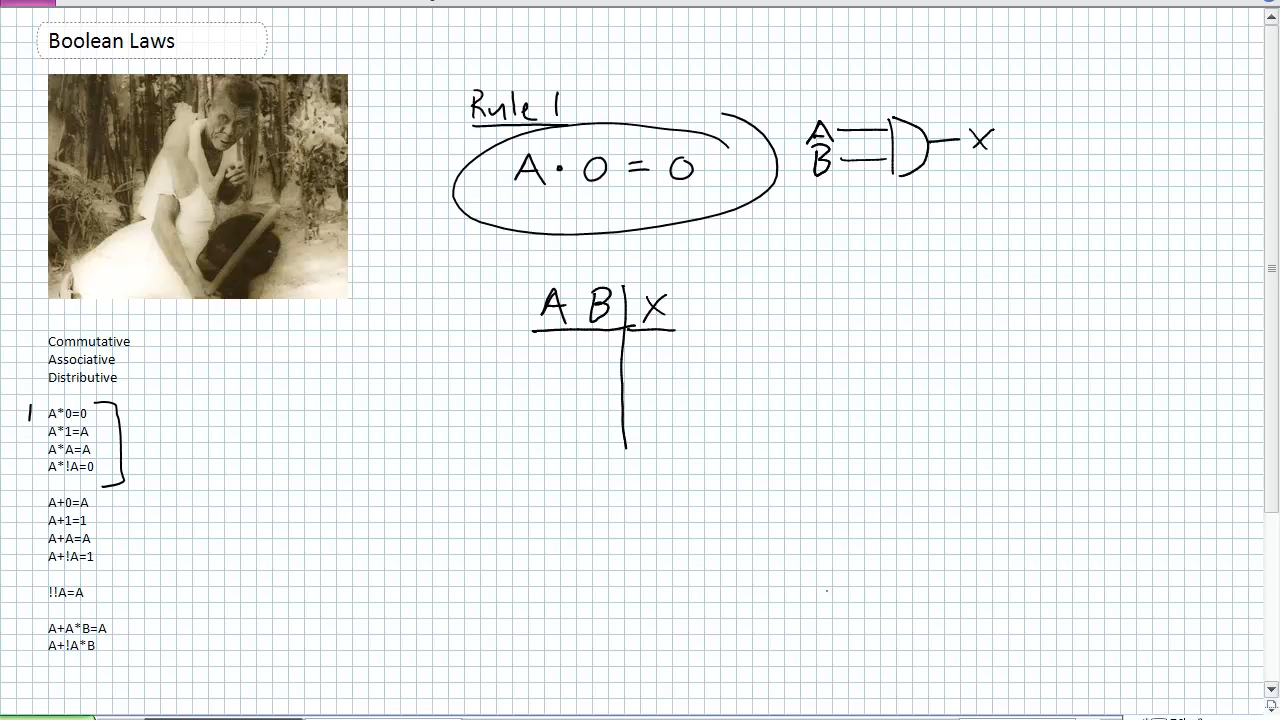 Boolean Laws
Rule 1
A · 0 = 0
A
B
X
A B X
Commutative
Associative
Distributive
1
A*0=0
A*1=A
A*A=A
A*!A=0
A+0=A
A+1=1
A+A=A
A+!A=1
!!A=A
A+A*B=A
A+!A*B